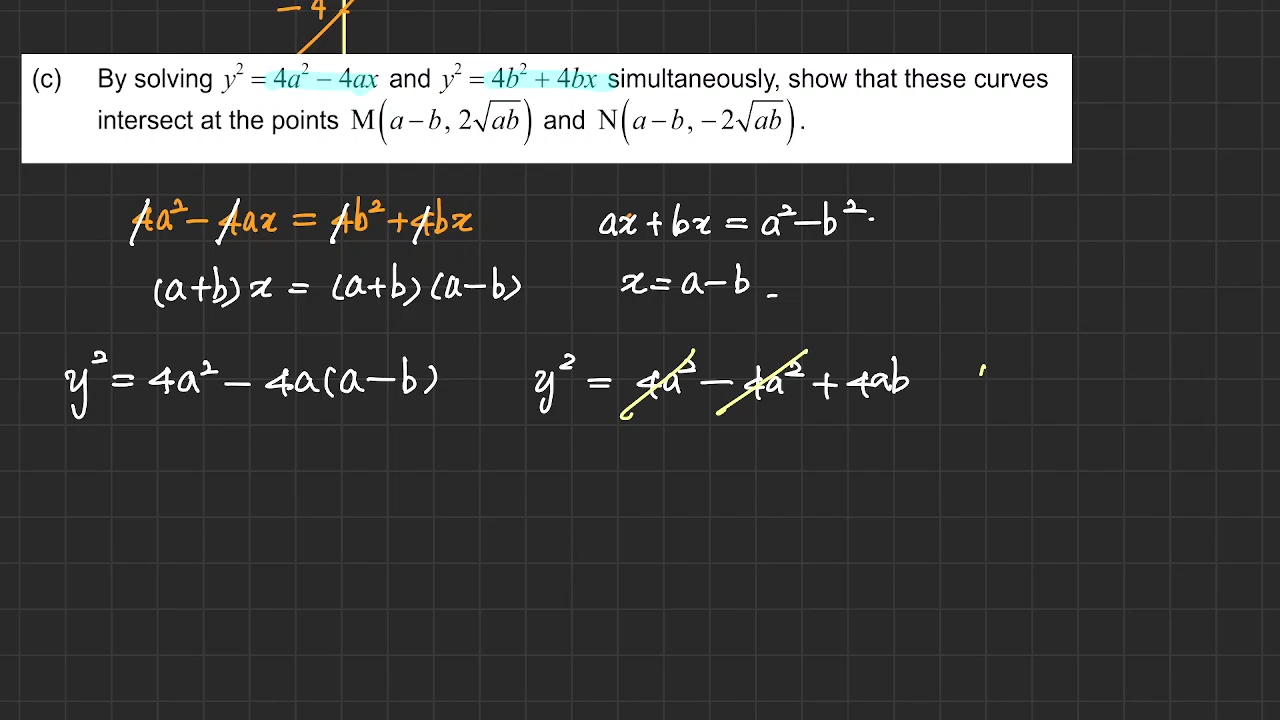 - 4
(c) By solving y² = 4a² − 4ax and y² = 4b² + 4bx simultaneously, show that these curves
intersect at the points M(a − b, 2√ab) and N(a − b, −2√ab).
4a² − 4ax = 4b² + 4bx
ax + bx = a² − b².
(a+b) x = (a+b)(a−b)
x = a − b
y² = 4a² − 4a(a − b)
y² = 4a² − 4a² + 4ab